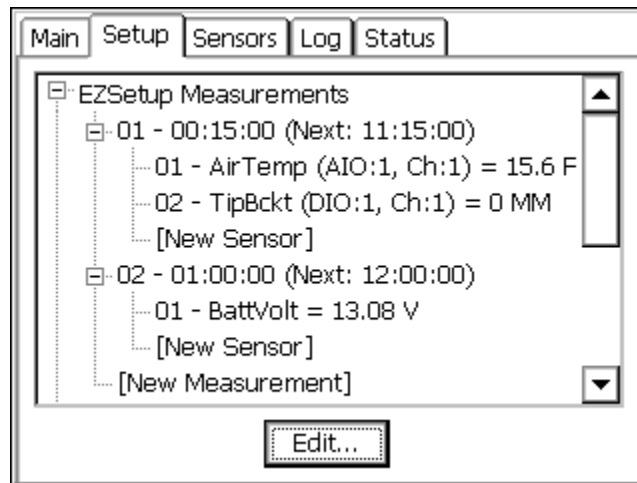 Main Setup Sensors Log Status
EZSetup Measurements
01 - 00:15:00 (Next: 11:15:00)
01 - AirTemp (AIO:1, Ch:1) = 15.6 F
02 - TipBckt (DIO:1, Ch:1) = 0 MM
[New Sensor]
02 - 01:00:00 (Next: 12:00:00)
01 - BattVolt = 13.08 V
[New Sensor]
[New Measurement]
Edit...